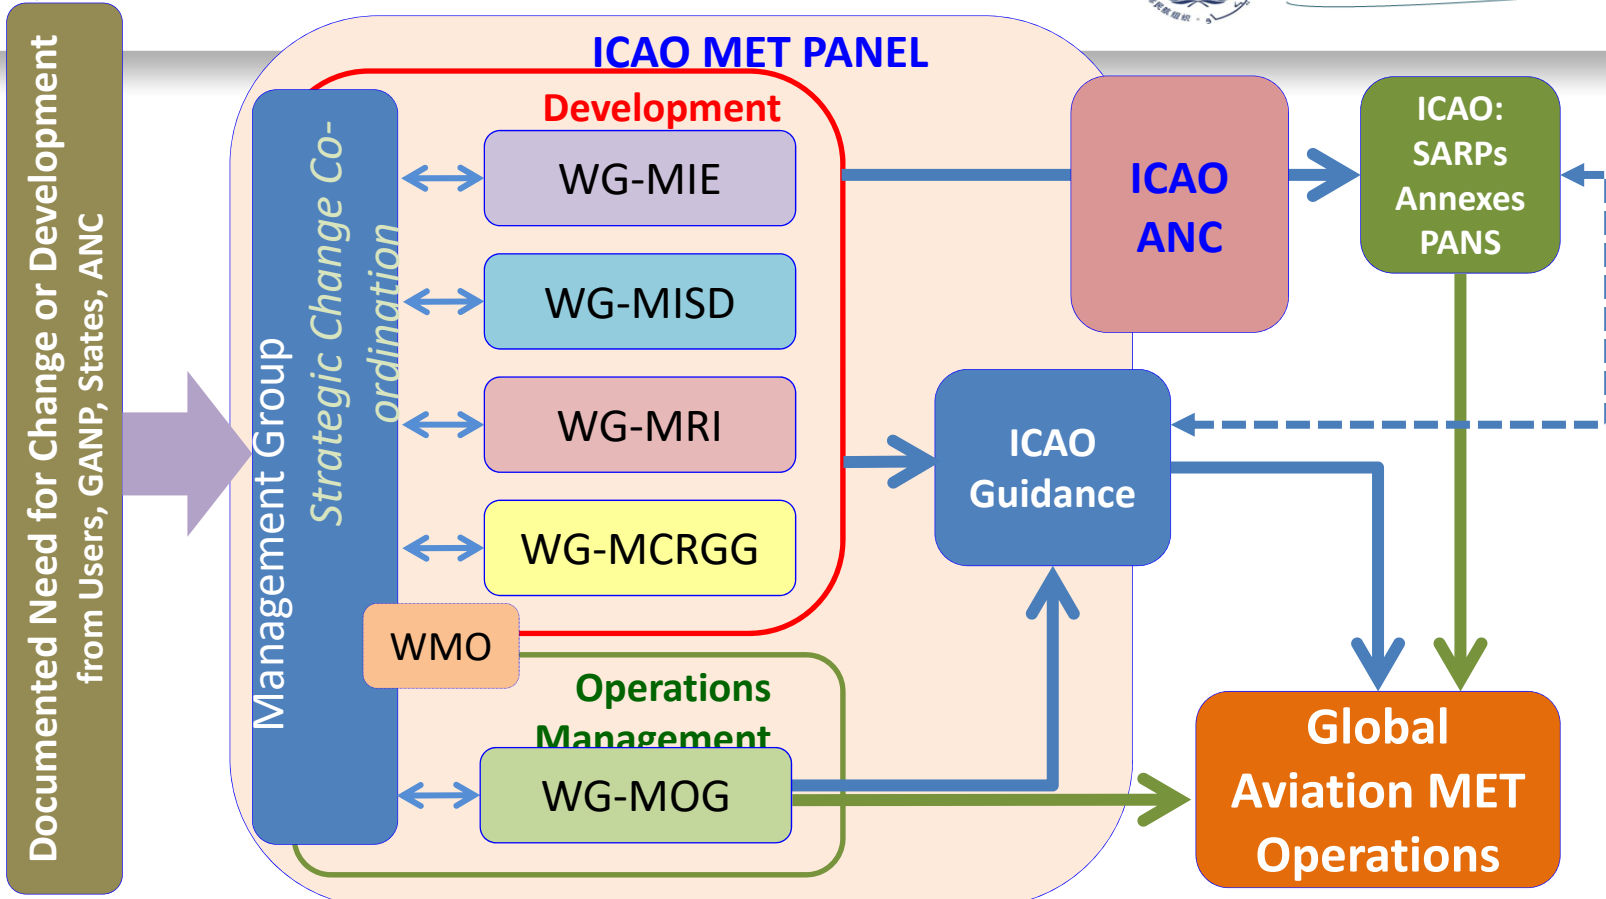 Documented Need for Change or Development
from Users, GANP, States, ANC
ICAO MET PANEL
Management Group
Strategic Change Co-
ordination
Development
WG-MIE
WG-MISD
WG-MRI
WG-MCRGG
WMO
Operations
Management
WG-MOG
ICAO
ANC
ICAO:
SARPs
Annexes
PANS
ICAO
Guidance
Global
Aviation MET
Operations